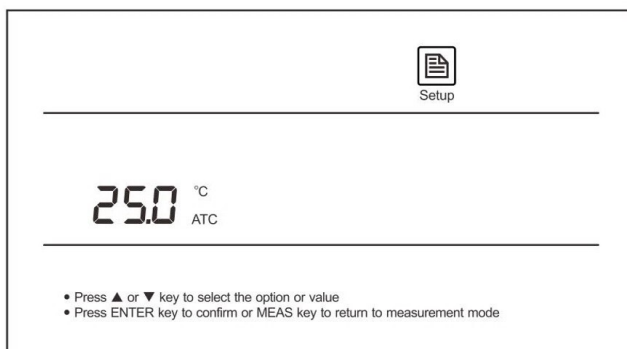 Setup
25.0 °C
ATC
• Press ▲ or ▼ key to select the option or value
• Press ENTER key to confirm or MEAS key to return to measurement mode